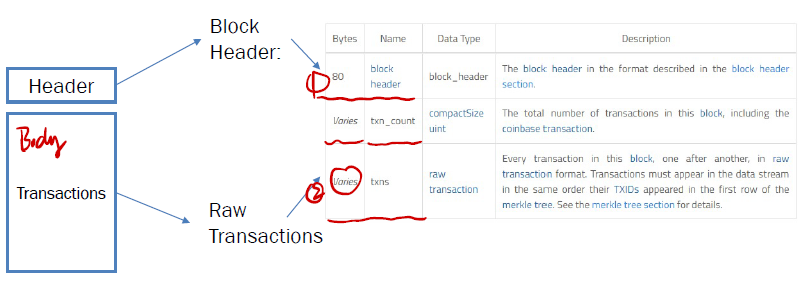 Block
Header:
Header
Body
Transactions
Raw
Transactions
Bytes Name Data Type Description
1 80 block header block_header The block header in the format described in the block header
section.
Varies txn_count compactSize uint The total number of transactions in this block, including the
coinbase transaction.
2 Varies txns raw transaction Every transaction in this block, one after another, in raw
transaction format. Transactions must appear in the data stream
in the same order their TXIDs appeared in the first row of the
merkle tree. See the merkle tree section for details.